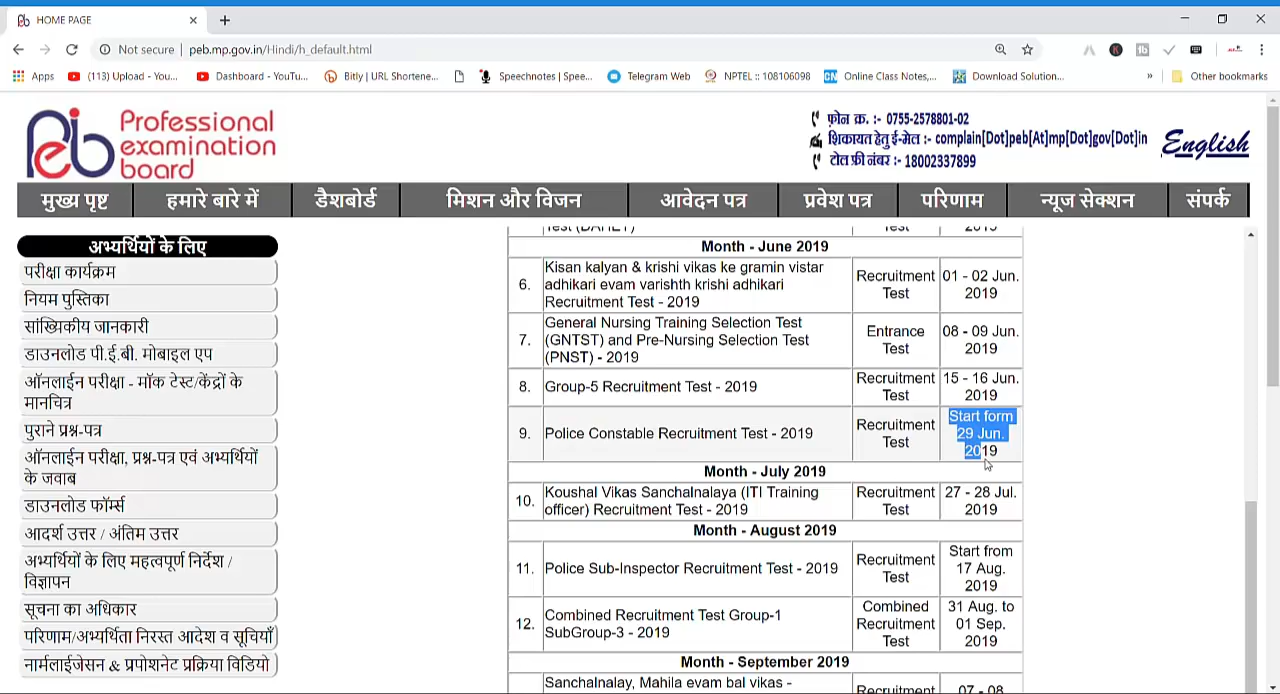 HOME PAGE
Not secure | peb.mp.gov.in/Hindi/h_default.html
Apps (113) Upload - You... Dashboard - YouTu... Bitly | URL Shortene... Speechnotes | Spee... Telegram Web NPTEL :: 108106098 Online Class Notes,... Download Solution... » Other bookmarks
Professional
examination
board
फ़ोन क्र. :- 0755-2578801-02
शिकायत हेतु ई-मेल :- complain[Dot]peb[At]mp[Dot]gov[Dot]in
टोल फ्री नंबर :- 18002337899
English
मुख्य पृष्ट हमारे बारे में डैशबोर्ड मिशन और विजन आवेदन पत्र प्रवेश पत्र परिणाम न्यूज सेक्शन संपर्क
अभ्यर्थियों के लिए
परीक्षा कार्यक्रम
नियम पुस्तिका
सांख्यिकीय जानकारी
डाउनलोड पी.ई.बी. मोबाइल एप
ऑनलाईन परीक्षा - मॉक टेस्ट/केंद्रों के
मानचित्र
पुराने प्रश्न-पत्र
ऑनलाईन परीक्षा, प्रश्न-पत्र एवं अभ्यर्थियों
के जवाब
डाउनलोड फॉर्म्स
आदर्श उत्तर / अंतिम उत्तर
अभ्यर्थियों के लिए महत्वपूर्ण निर्देश /
विज्ञापन
सूचना का अधिकार
परिणाम/अभ्यर्थिता निरस्त आदेश व सूचियाँ
नार्मलाईजेसन & प्रपोशनेट प्रक्रिया विडियो
Test (DAHET) Test 2019
Month - June 2019
6. Kisan kalyan & krishi vikas ke gramin vistar
adhikari evam varishth krishi adhikari
Recruitment Test - 2019
Recruitment
Test
01 - 02 Jun.
2019
7. General Nursing Training Selection Test
(GNTST) and Pre-Nursing Selection Test
(PNST) - 2019
Entrance
Test
08 - 09 Jun.
2019
8. Group-5 Recruitment Test - 2019
Recruitment
Test
15 - 16 Jun.
2019
9. Police Constable Recruitment Test - 2019
Recruitment
Test
Start form
29 Jun.
2019
Month - July 2019
10. Koushal Vikas Sanchalnalaya (ITI Training
officer) Recruitment Test - 2019
Recruitment
Test
27 - 28 Jul.
2019
Month - August 2019
11. Police Sub-Inspector Recruitment Test - 2019
Recruitment
Test
Start from
17 Aug.
2019
12. Combined Recruitment Test Group-1
SubGroup-3 - 2019
Combined
Recruitment
Test
31 Aug. to
01 Sep.
2019
Month - September 2019
Sanchalnalay, Mahila evam bal vikas -
Recruitment
07 - 08